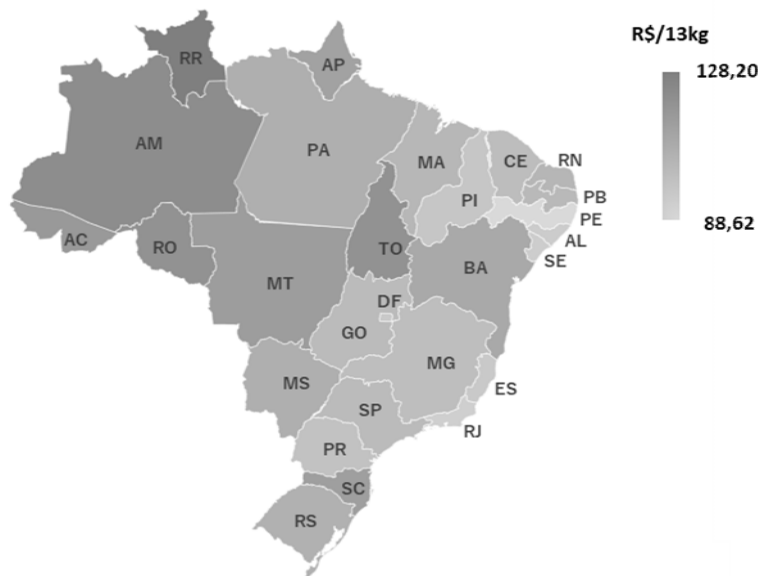 R$/13kg
128,20
88,62
RR
AP
AM
PA
MA
CE
RN
PI
PB
PE
AL
SE
AC
RO
TO
BA
MT
DF
GO
MG
MS
ES
SP
RJ
PR
SC
RS